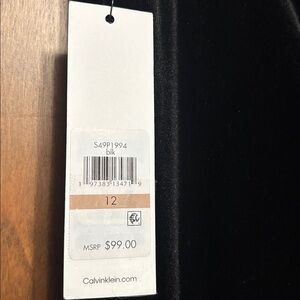 S49P1994
blk
1 97383 13471 9
12
MSRP $99.00
Calvinklein.com